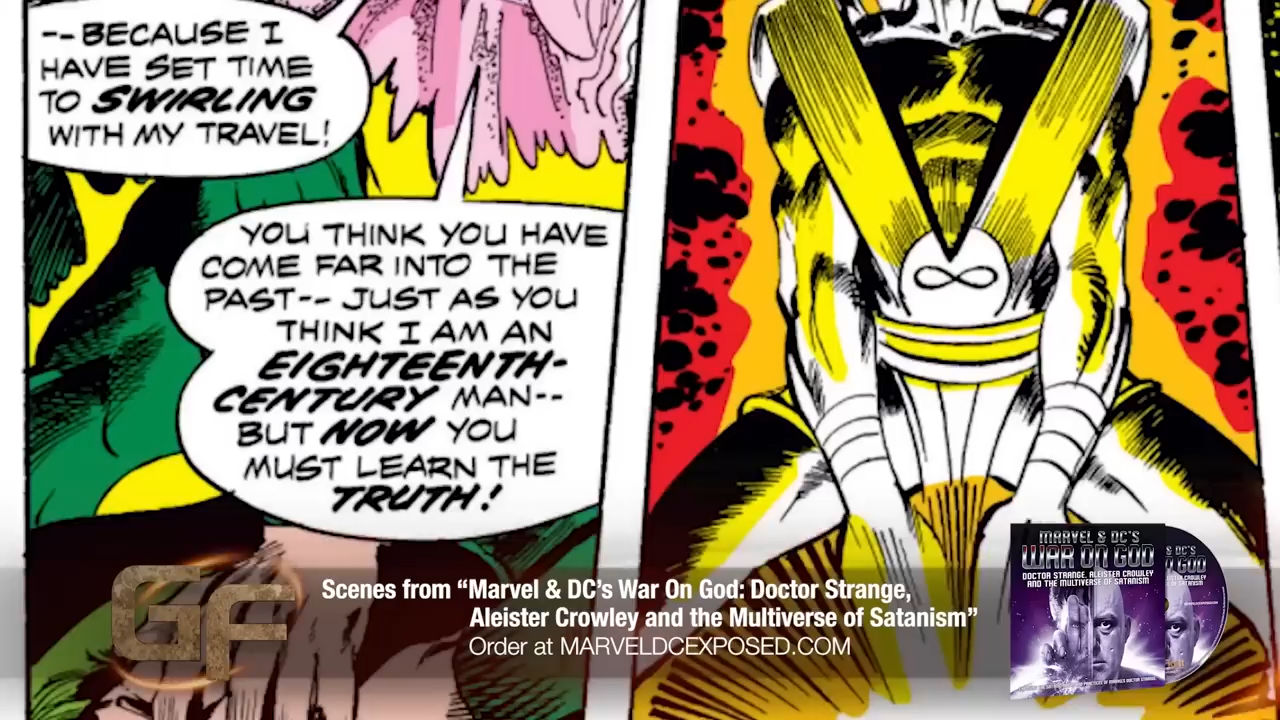 --BECAUSE I
HAVE SET TIME
TO SWIRLING
WITH MY TRAVEL!
YOU THINK YOU HAVE
COME FAR INTO THE
PAST-- JUST AS YOU
THINK I AM AN
EIGHTEENTH-
CENTURY MAN--
BUT NOW YOU
MUST LEARN THE
TRUTH!
GF
Scenes from “Marvel & DC’s War On God: Doctor Strange,
Aleister Crowley and the Multiverse of Satanism”
Order at MARVELDCEXPOSED.COM
MARVEL & DC'S
WAR ON GOD
DOCTOR STRANGE, ALEISTER CROWLEY
AND THE MULTIVERSE OF SATANISM